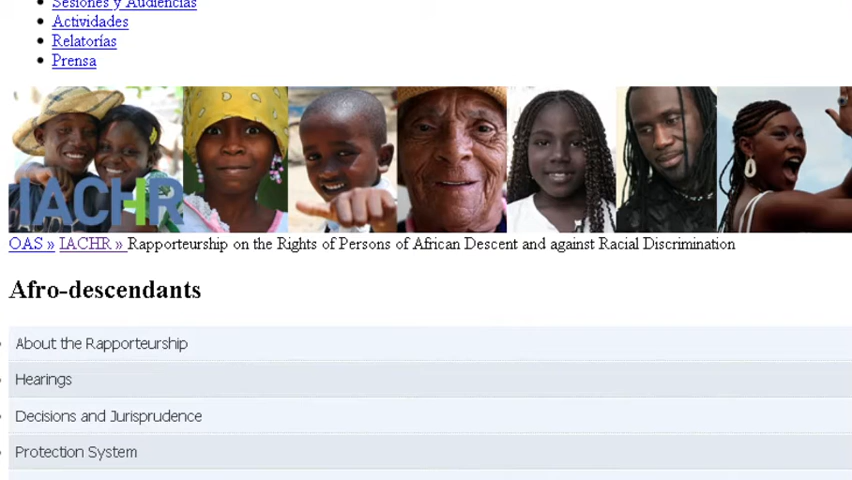 Sesiones y Audiencias
Actividades
Relatorías
Prensa
IACHR
OAS » IACHR » Rapporteurship on the Rights of Persons of African Descent and against Racial Discrimination
Afro-descendants
About the Rapporteurship
Hearings
Decisions and Jurisprudence
Protection System